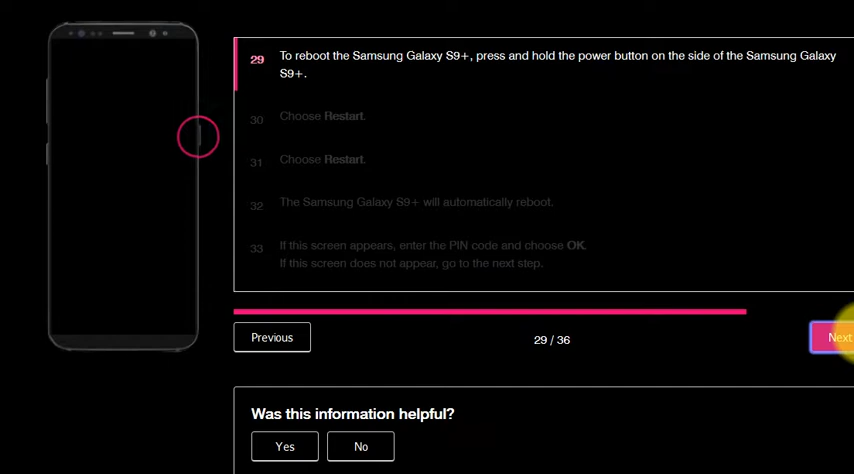 29 To reboot the Samsung Galaxy S9+, press and hold the power button on the side of the Samsung Galaxy
S9+.
30 Choose Restart.
31 Choose Restart.
32 The Samsung Galaxy S9+ will automatically reboot.
33 If this screen appears, enter the PIN code and choose OK.
If this screen does not appear, go to the next step.
Previous
29 / 36
Next
Was this information helpful?
Yes
No